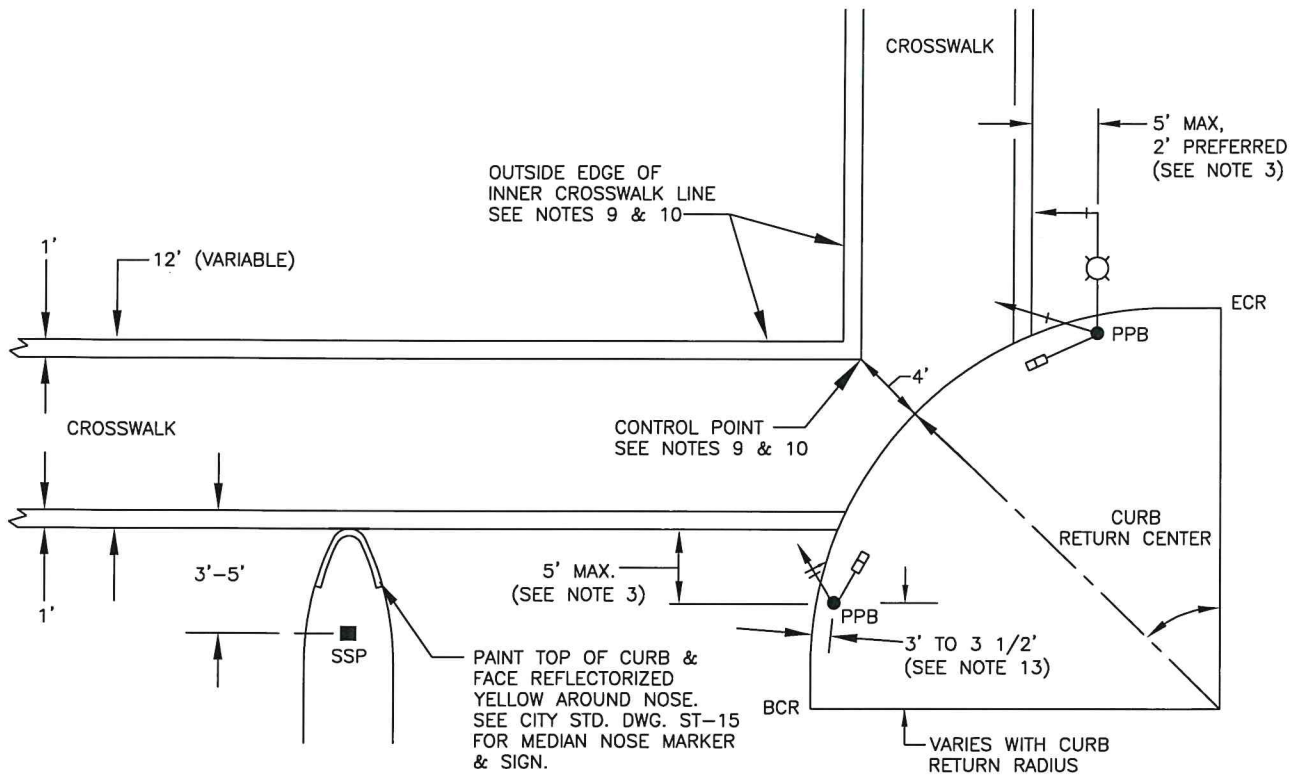 CROSSWALK
5' MAX,
2' PREFERRED
(SEE NOTE 3)
OUTSIDE EDGE OF
INNER CROSSWALK LINE
SEE NOTES 9 & 10
1'
12' (VARIABLE)
ECR
PPB
4'
CROSSWALK
CONTROL POINT
SEE NOTES 9 & 10
CURB
RETURN CENTER
3'-5'
5' MAX.
(SEE NOTE 3)
1'
PPB
SSP
3' TO 3 1/2'
(SEE NOTE 13)
PAINT TOP OF CURB &
FACE REFLECTORIZED
YELLOW AROUND NOSE.
SEE CITY STD. DWG. ST-15
FOR MEDIAN NOSE MARKER
& SIGN.
BCR
VARIES WITH CURB
RETURN RADIUS